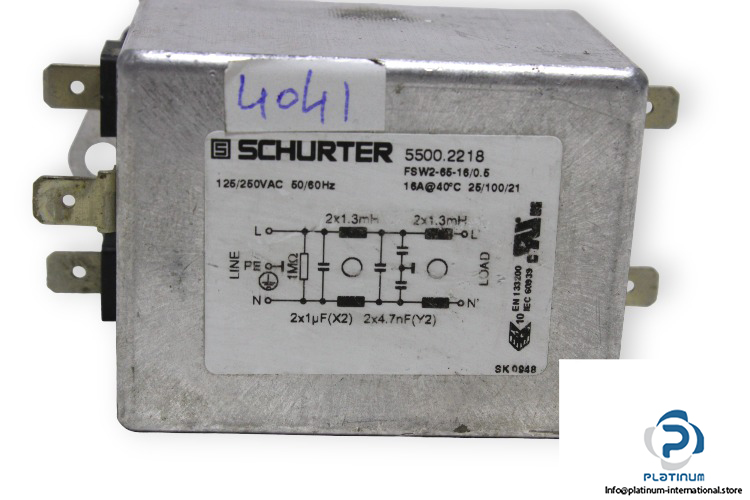 4041
SCHURTER 5500.2218
FSW2-65-16/0.5
125/250VAC 50/60Hz 16A@40°C 25/100/21
2x1.3mH 2x1.3mH
L L'
LINE PE 1MΩ LOAD
N N'
2x1µF(X2) 2x4.7nF(Y2)
EN 133200
IEC 60939
10
SK 0948
PLATINUM
Info@platinum-international.store